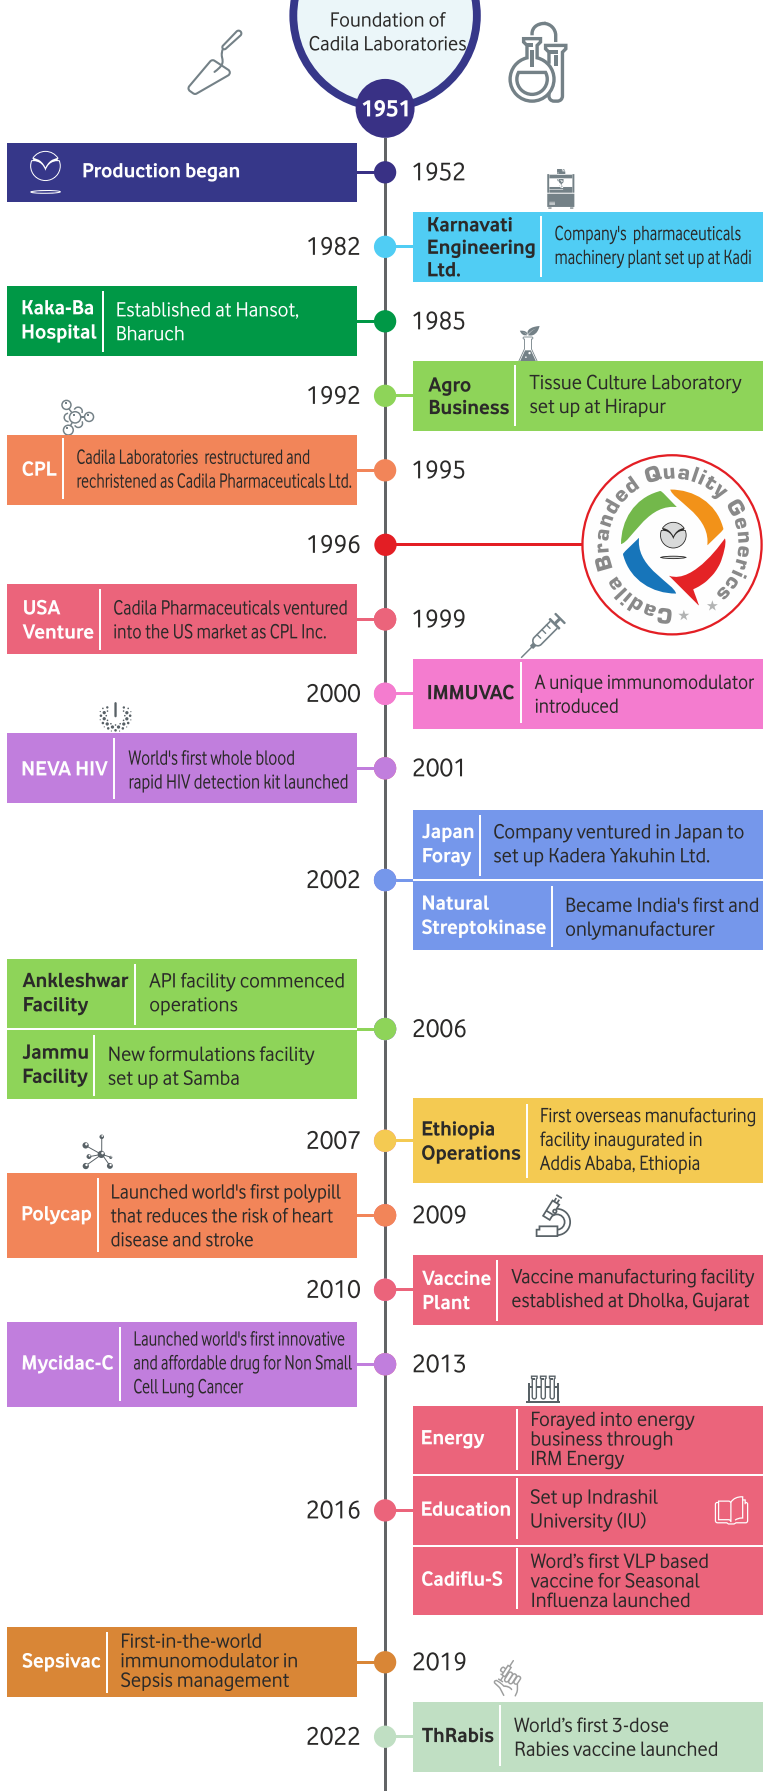 Foundation of
Cadila Laboratories
1951
Production began
1952
1982
Karnavati
Engineering
Ltd.
Company's pharmaceuticals
machinery plant set up at Kadi
Kaka-Ba
Hospital
Established at Hansot,
Bharuch
1985
1992
Agro
Business
Tissue Culture Laboratory
set up at Hirapur
CPL
Cadila Laboratories restructured and
rechristened as Cadila Pharmaceuticals Ltd.
1995
1996
Cadila Branded Quality Generics
USA
Venture
Cadila Pharmaceuticals ventured
into the US market as CPL Inc.
1999
2000
IMMUVAC
A unique immunomodulator
introduced
NEVA HIV
World's first whole blood
rapid HIV detection kit launched
2001
2002
Japan
Foray
Company ventured in Japan to
set up Kadera Yakuhin Ltd.
Natural
Streptokinase
Became India's first and
onlymanufacturer
Ankleshwar
Facility
API facility commenced
operations
Jammu
Facility
New formulations facility
set up at Samba
2006
2007
Ethiopia
Operations
First overseas manufacturing
facility inaugurated in
Addis Ababa, Ethiopia
Polycap
Launched world's first polypill
that reduces the risk of heart
disease and stroke
2009
2010
Vaccine
Plant
Vaccine manufacturing facility
established at Dholka, Gujarat
Mycidac-C
Launched world's first innovative
and affordable drug for Non Small
Cell Lung Cancer
2013
2016
Energy
Forayed into energy
business through
IRM Energy
Education
Set up Indrashil
University (IU)
Cadiflu-S
Word’s first VLP based
vaccine for Seasonal
Influenza launched
Sepsivac
First-in-the-world
immunomodulator in
Sepsis management
2019
2022
ThRabis
World’s first 3-dose
Rabies vaccine launched